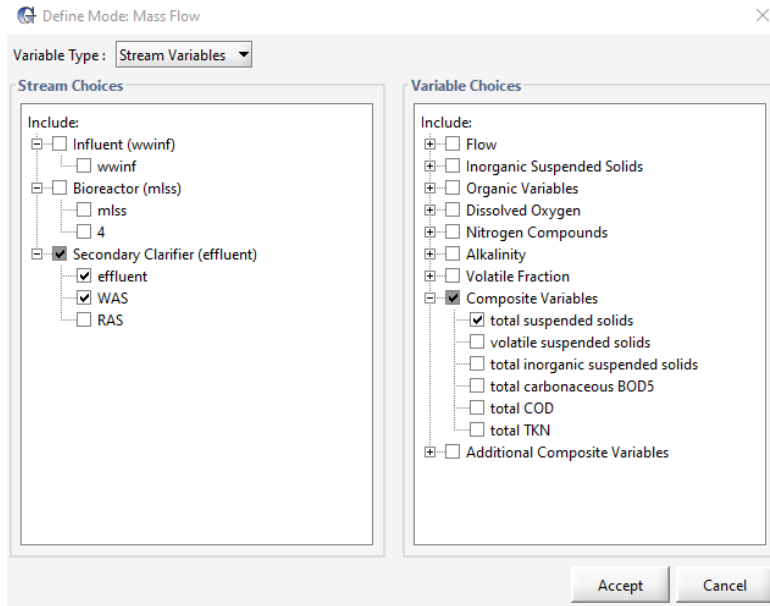 Define Mode: Mass Flow
Variable Type : Stream Variables
Stream Choices
Include:
Influent (wwinf)
wwinf
Bioreactor (mlss)
mlss
4
Secondary Clarifier (effluent)
effluent
WAS
RAS
Variable Choices
Include:
Flow
Inorganic Suspended Solids
Organic Variables
Dissolved Oxygen
Nitrogen Compounds
Alkalinity
Volatile Fraction
Composite Variables
total suspended solids
volatile suspended solids
total inorganic suspended solids
total carbonaceous BOD5
total COD
total TKN
Additional Composite Variables
Accept
Cancel